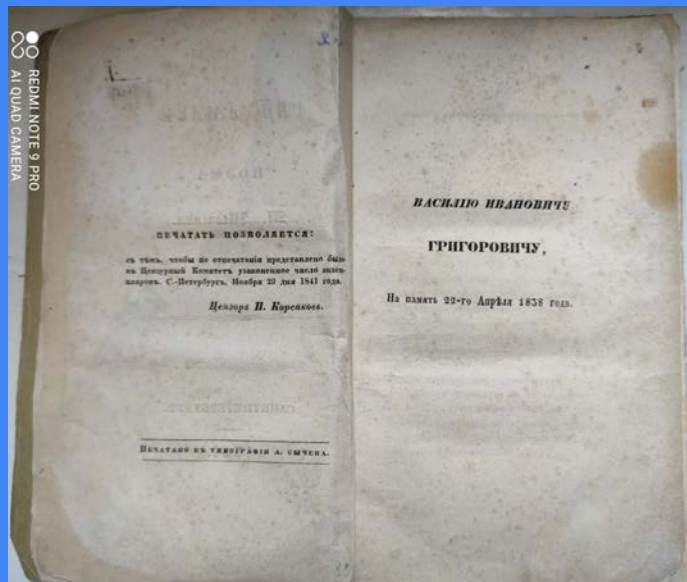 REDMI NOTE 9 PRO
AI QUAD CAMERA
ПЕЧАТАТЬ ПОЗВОЛЯЕТСЯ:
съ тѣмъ, чтобы по отпечатаніи представлено было
въ Цензурный Комитетъ узаконенное число экзем-
пляровъ. С.-Петербургъ, Ноября 29 дня 1841 года.
Цензоръ П. Корсаковъ.
ПЕЧАТАНО ВЪ ТИПОГРАФІИ А. СЫЧЕВА.
ВАСИЛІЮ ИВАНОВИЧУ
ГРИГОРОВИЧУ,
На память 22-го Апрѣля 1838 года.